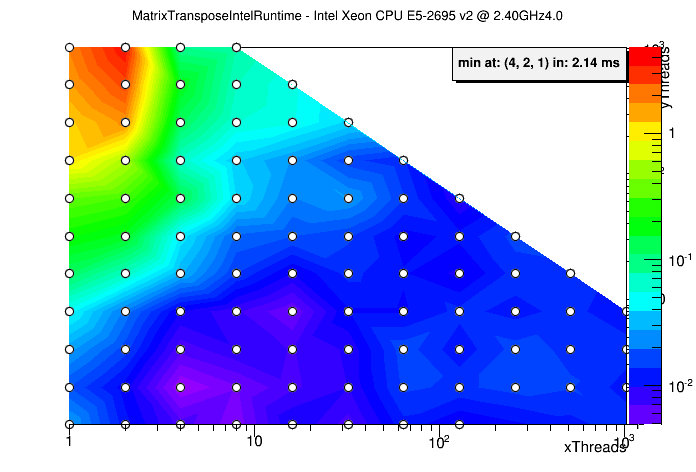 MatrixTransposeIntelRuntime - Intel Xeon CPU E5-2695 v2 @ 2.40GHz4.0
min at: (4, 2, 1) in: 2.14 ms
yThreads
1
10-1
10-2
1
10
10²
10³
xThreads